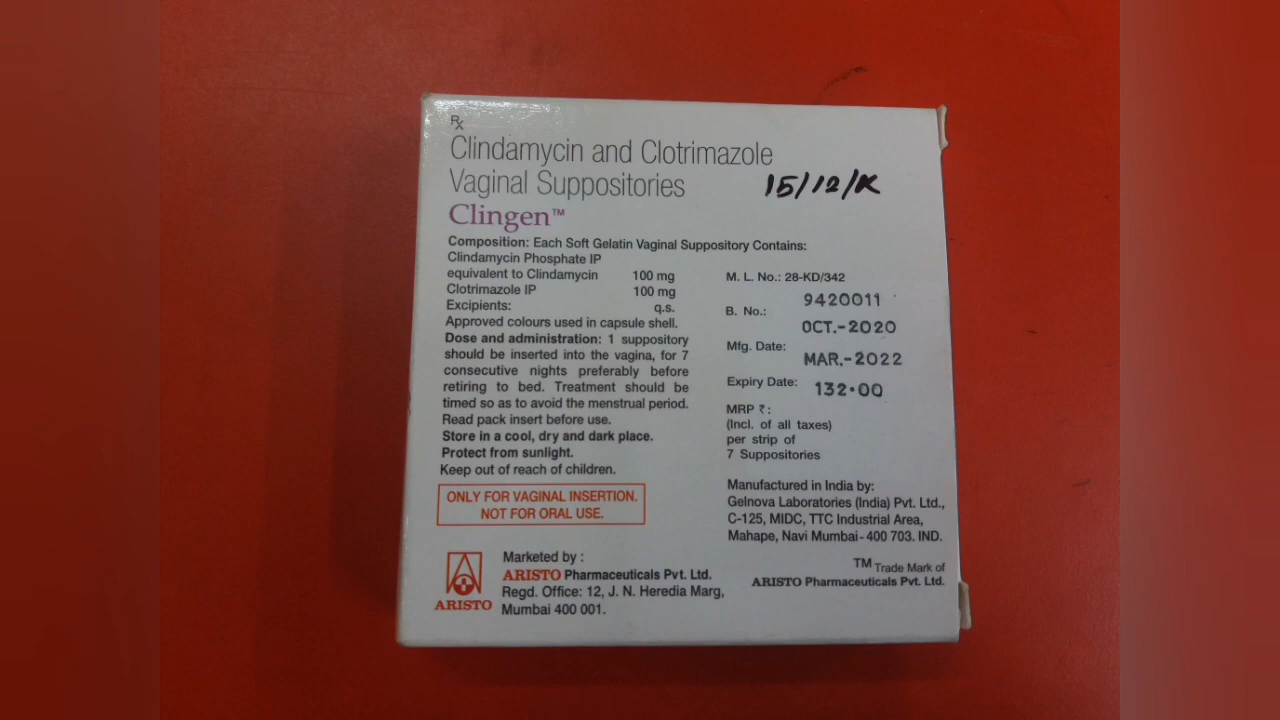 Rx
Clindamycin and Clotrimazole
Vaginal Suppositories
15/12/K
Clingen™
Composition: Each Soft Gelatin Vaginal Suppository Contains:
Clindamycin Phosphate IP
equivalent to Clindamycin 100 mg
Clotrimazole IP 100 mg
Excipients: q.s.
Approved colours used in capsule shell.
Dose and administration: 1 suppository
should be inserted into the vagina, for 7
consecutive nights preferably before
retiring to bed. Treatment should be
timed so as to avoid the menstrual period.
Read pack insert before use.
Store in a cool, dry and dark place.
Protect from sunlight.
Keep out of reach of children.
ONLY FOR VAGINAL INSERTION.
NOT FOR ORAL USE.
M. L. No.: 28-KD/342
9420011
B. No.:
OCT.-2020
Mfg. Date:
MAR.-2022
Expiry Date:
132.00
MRP ₹:
(Incl. of all taxes)
per strip of
7 Suppositories
Manufactured in India by:
Gelnova Laboratories (India) Pvt. Ltd.,
C-125, MIDC, TTC Industrial Area,
Mahape, Navi Mumbai-400 703. IND.
Marketed by :
ARISTO Pharmaceuticals Pvt. Ltd.
Regd. Office: 12, J. N. Heredia Marg,
Mumbai 400 001.
ARISTO
TM Trade Mark of
ARISTO Pharmaceuticals Pvt. Ltd.